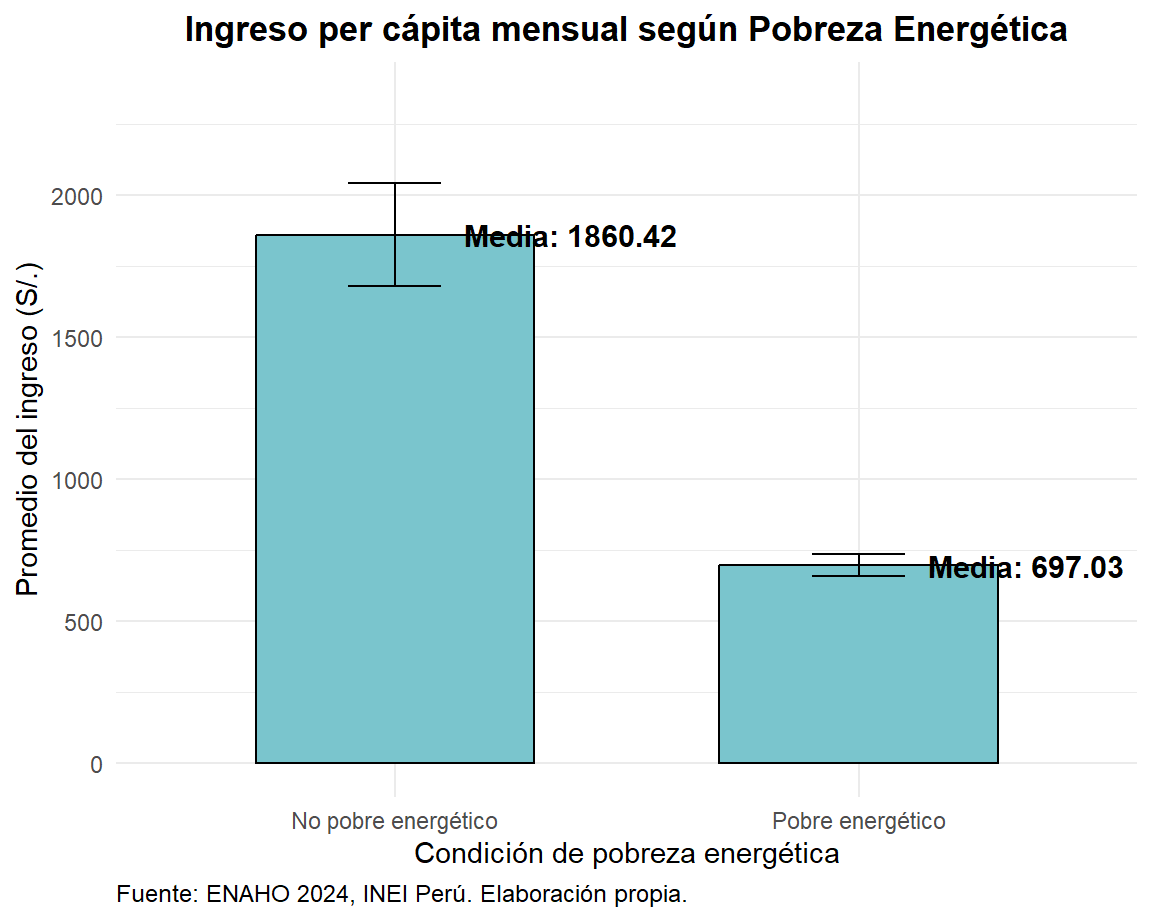 Ingreso per cápita mensual según Pobreza Energética
Promedio del ingreso (S/.)
2000
1500
1000
500
0
Media: 1860.42
Media: 697.03
No pobre energético
Pobre energético
Condición de pobreza energética
Fuente: ENAHO 2024, INEI Perú. Elaboración propia.